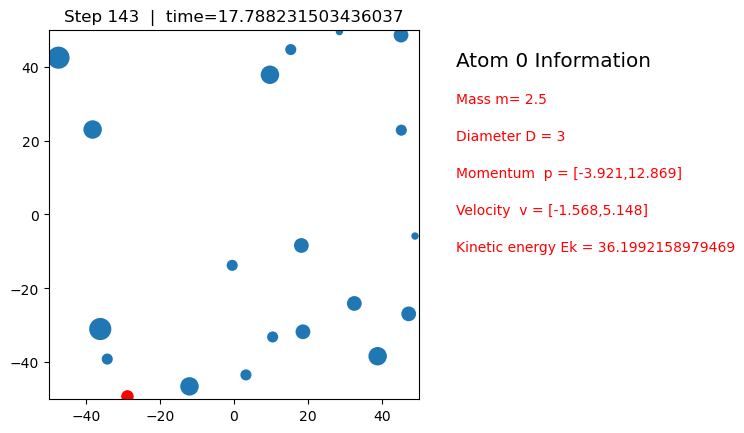 Step 143  |  time=17.788231503436037
Atom 0 Information
Mass m= 2.5
Diameter D = 3
Momentum  p = [-3.921,12.869]
Velocity  v = [-1.568,5.148]
Kinetic energy Ek = 36.1992158979469
40
20
0
−20
−40
−40 −20 0 20 40